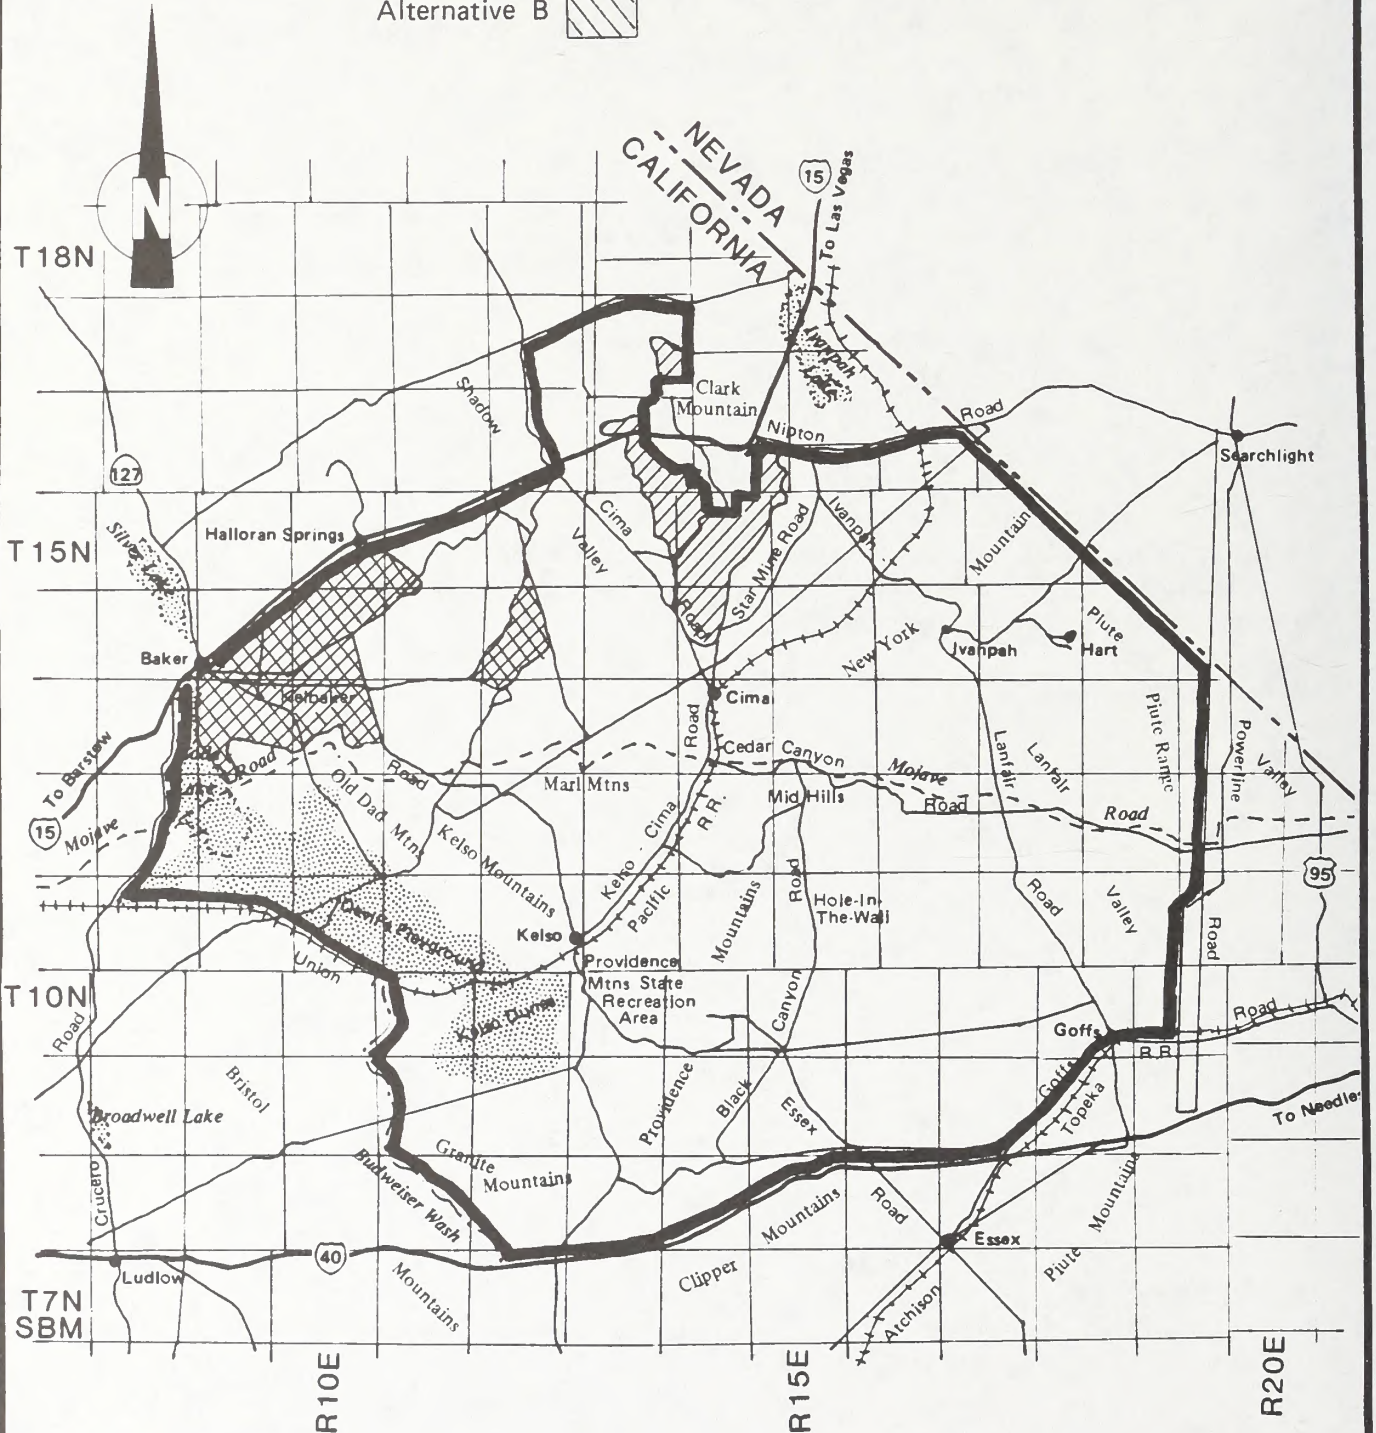 Alternative B
N
NEVADA
CALIFORNIA
15
To Las Vegas
T18N
Ivanpah
Lake
Shadow
Clark
Mountain
Nipton
Road
Searchlight
127
Silver Lake
Halloran Springs
Cima
Valley
Ivanpah
Star Mine Road
Mountain
T15N
Road
Piute
Baker
New York
Ivanpah
Hart
Kelbaker
Cima
Road
Piute Range
Powerline
Valley
To Barstow
Road
Old Dad Mtns
Road
Cedar Canyon
Mojave
Lanfair
Lanfair
Marl Mtns
Mid Hills
Road
Road
15
Mojave
Kelso Mountains
Kelso - Cima
R.R.
95
Road
Road
Valley
Hole-In-
The-Wall
Devil's Playground
Kelso
Pacific
Mountains
Road
Union
Providence
Mtns State
Recreation
Area
T10N
Kelso Dunes
Canyon
Goffs
Road
R.R.
Road
Bristol
Goffs
Broadwell Lake
Providence
Black
Essex
Topeka
To Needles
Granite
Mountains
Budweiser Wash
Crucero
Mountains
Road
Mountains
Essex
40
Ludlow
Clipper
Piute
Mountains
Atchison
T7N
SBM
R10E
R15E
R20E